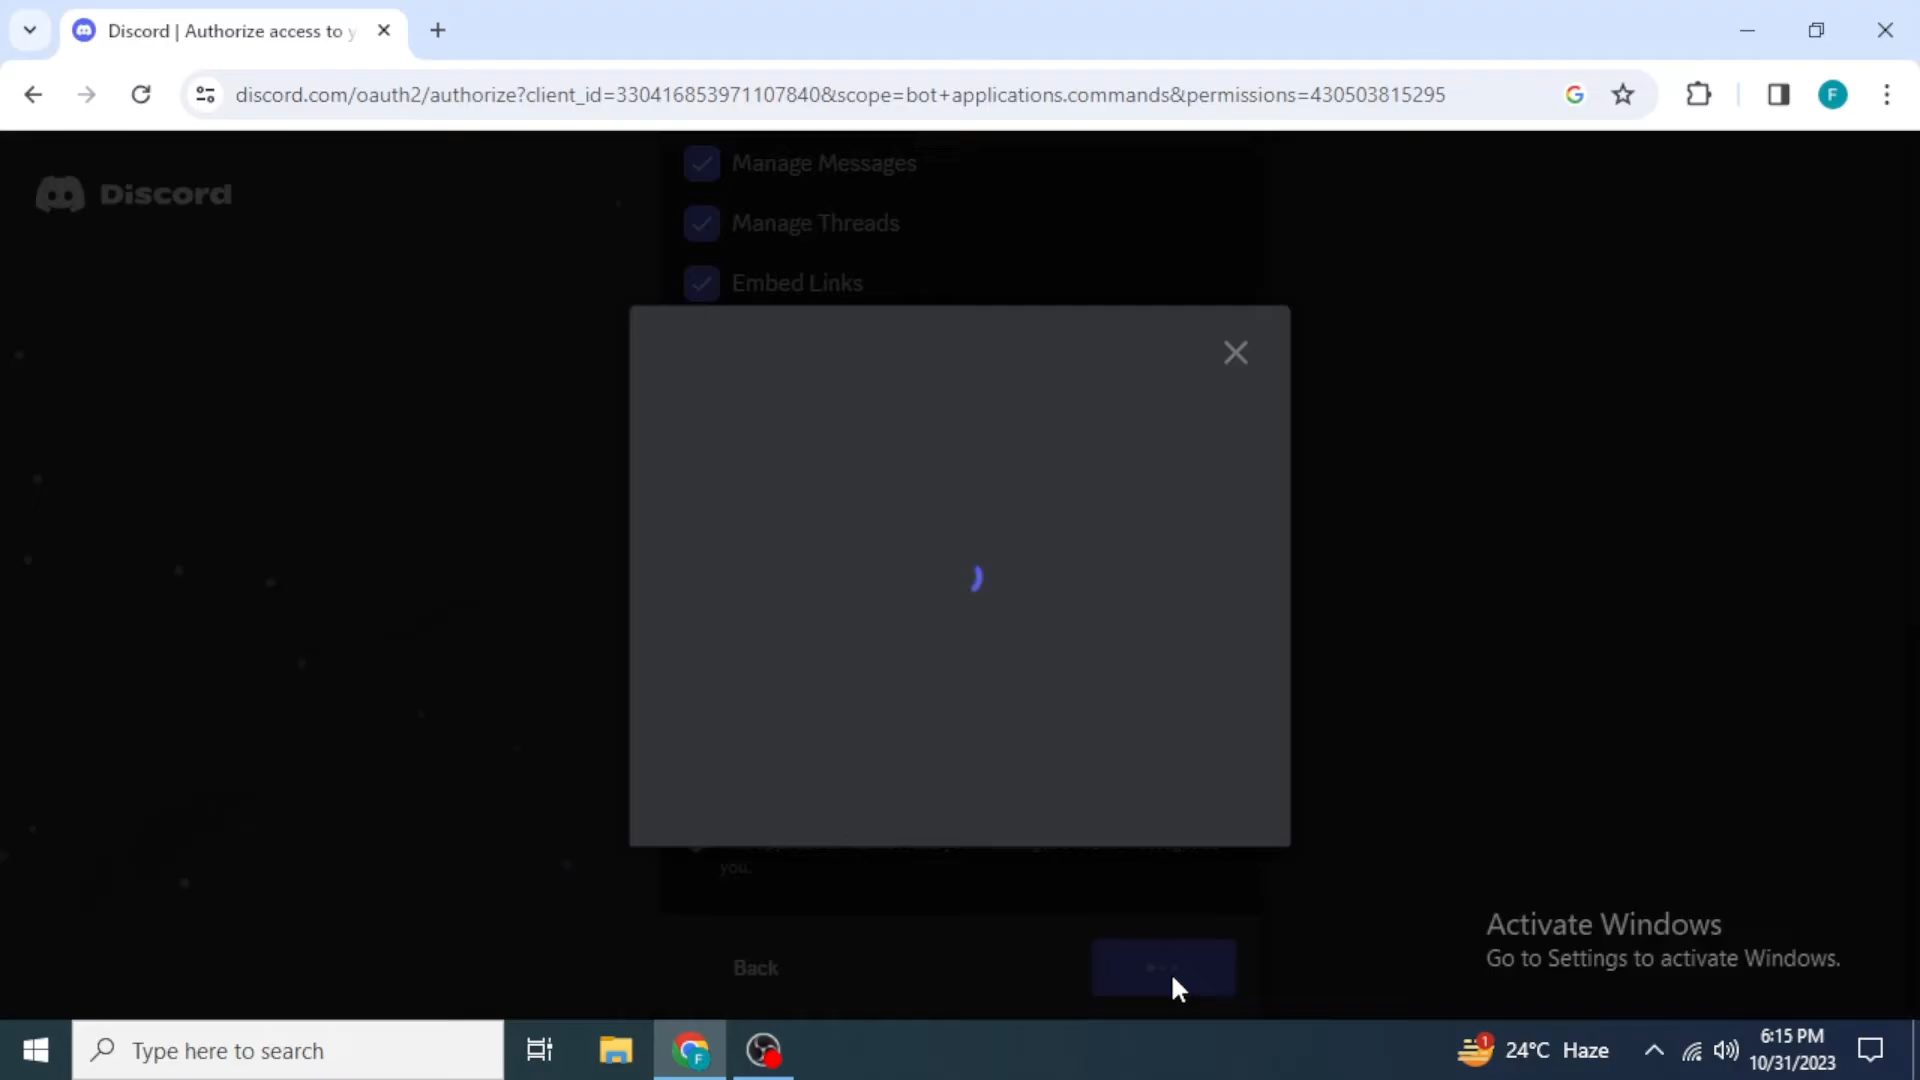 Discord | Authorize access to y
discord.com/oauth2/authorize?client_id=330416853971107840&scope=bot+applications.commands&permissions=430503815295
F
Discord
Manage Messages
Manage Threads
Embed Links
you.
Back
Activate Windows
Go to Settings to activate Windows.
Type here to search
F
1
24°C Haze
6:15 PM
10/31/2023